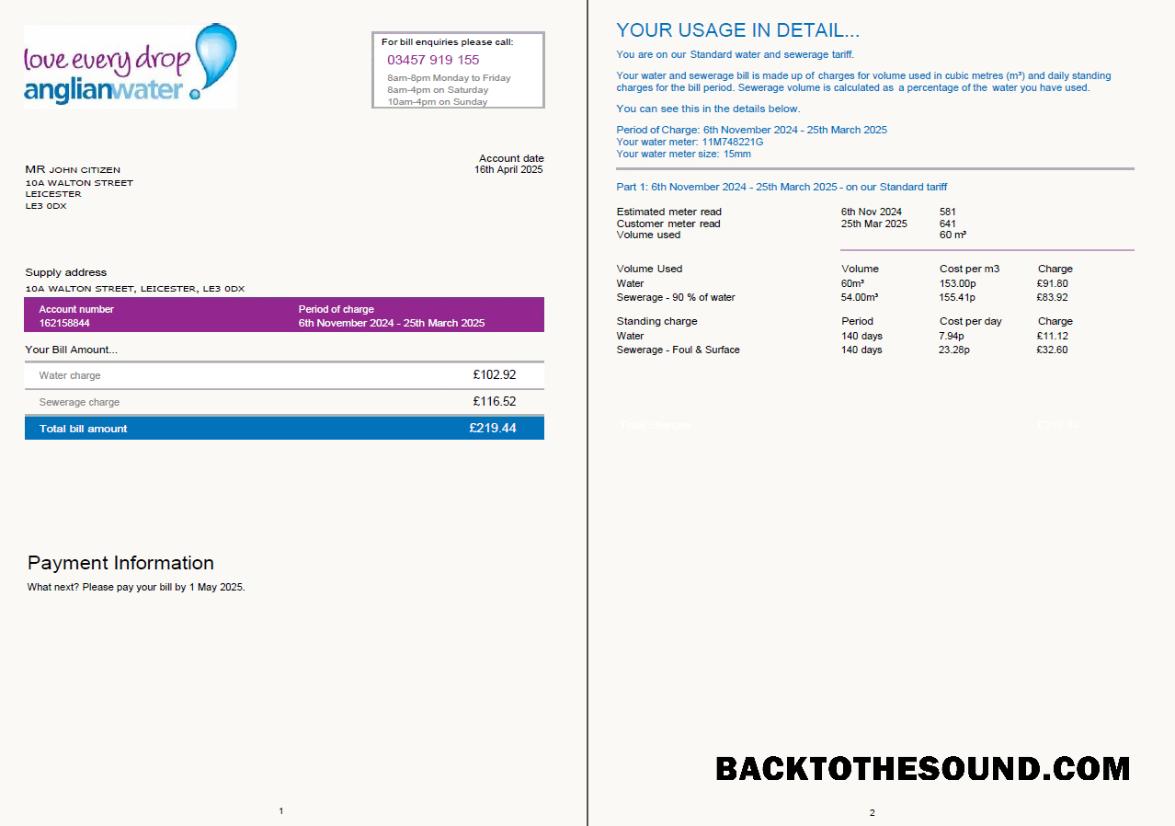 love every drop
anglianwater
For bill enquiries please call:
03457 919 155
8am-8pm Monday to Friday
8am-4pm on Saturday
10am-4pm on Sunday
Account date
16th April 2025
MR JOHN CITIZEN
10A WALTON STREET
LEICESTER
LE3 0DX
Supply address
10A WALTON STREET, LEICESTER, LE3 0DX
Account number Period of charge
162158844 6th November 2024 - 25th March 2025
Your Bill Amount...
Water charge £102.92
Sewerage charge £116.52
Total bill amount £219.44
Payment Information
What next? Please pay your bill by 1 May 2025.
1
YOUR USAGE IN DETAIL...
You are on our Standard water and sewerage tariff.
Your water and sewerage bill is made up of charges for volume used in cubic metres (m³) and daily standing
charges for the bill period. Sewerage volume is calculated as a percentage of the water you have used.
You can see this in the details below.
Period of Charge: 6th November 2024 - 25th March 2025
Your water meter: 11M748221G
Your water meter size: 15mm
Part 1: 6th November 2024 - 25th March 2025 - on our Standard tariff
Estimated meter read 6th Nov 2024 581
Customer meter read 25th Mar 2025 641
Volume used 60 m³
Volume Used Volume Cost per m3 Charge
Water 60m³ 153.00p £91.80
Sewerage - 90 % of water 54.00m³ 155.41p £83.92
Standing charge Period Cost per day Charge
Water 140 days 7.94p £11.12
Sewerage - Foul & Surface 140 days 23.28p £32.60
BACKTOTHESOUND.COM
2